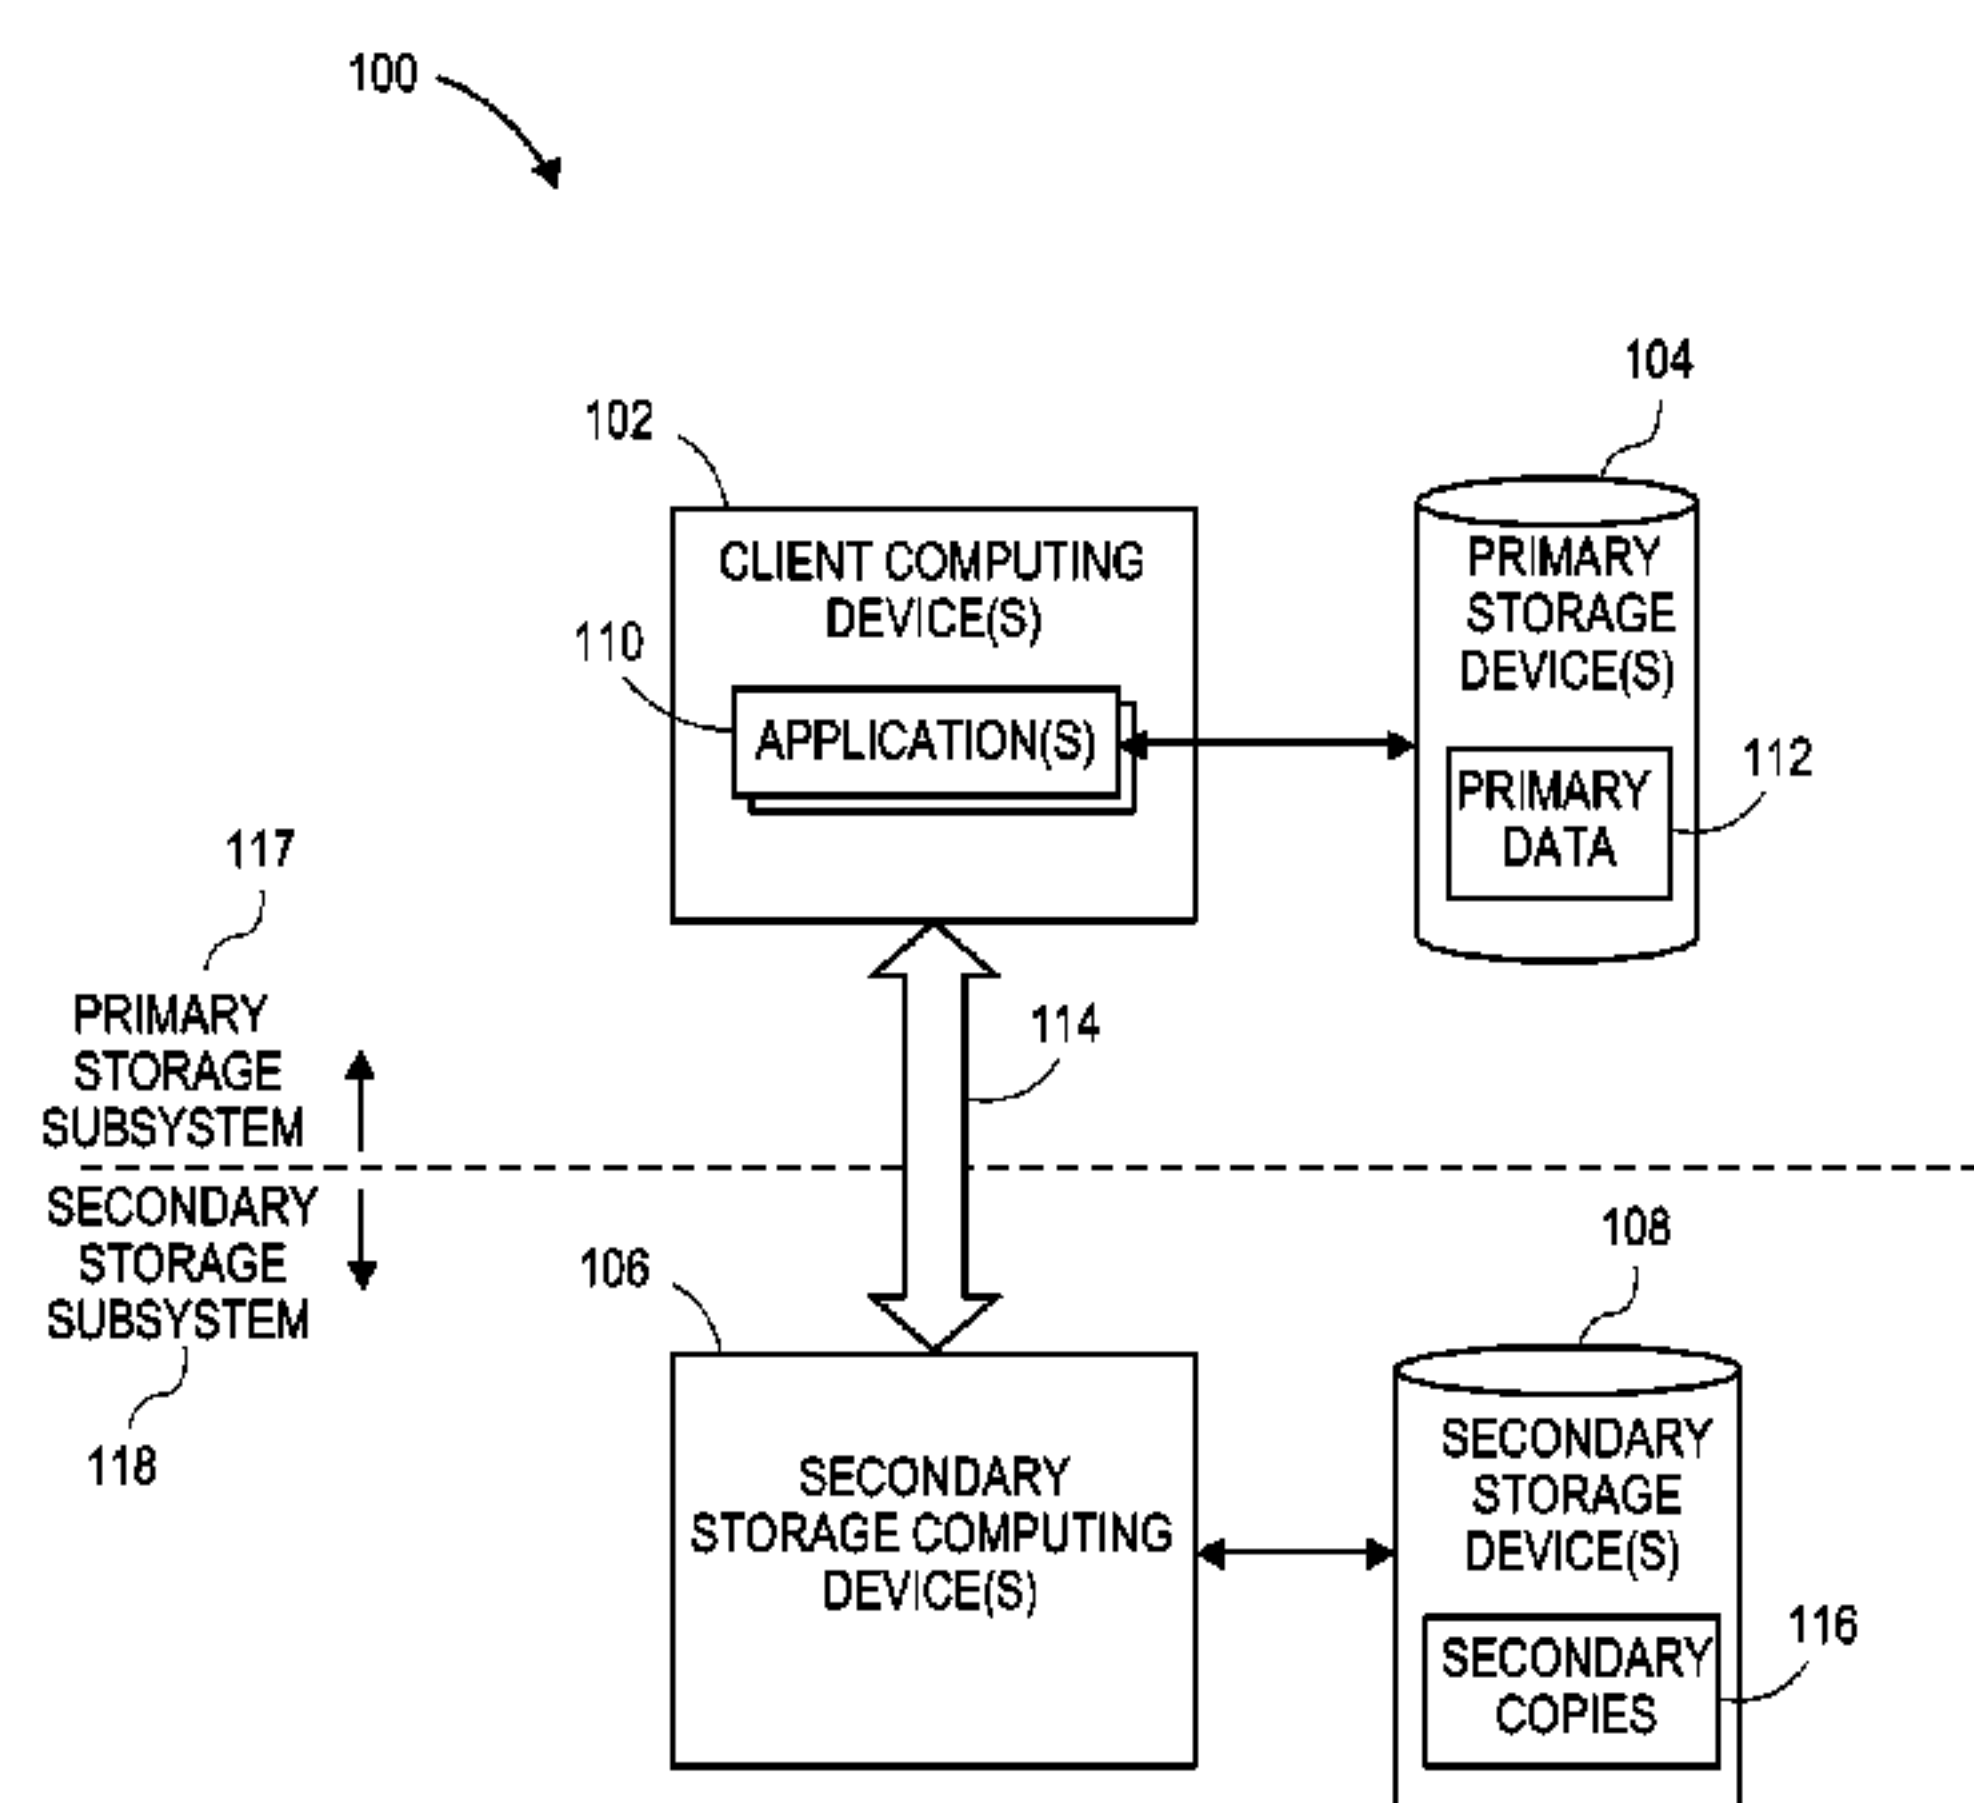 100
104
102
CLIENT COMPUTING
DEVICE(S)
110
APPLICATION(S)
PRIMARY
STORAGE
DEVICE(S)
PRIMARY
DATA
112
117
PRIMARY
STORAGE
SUBSYSTEM
114
SECONDARY
STORAGE
SUBSYSTEM
118
106
SECONDARY
STORAGE COMPUTING
DEVICE(S)
108
SECONDARY
STORAGE
DEVICE(S)
SECONDARY
COPIES
116